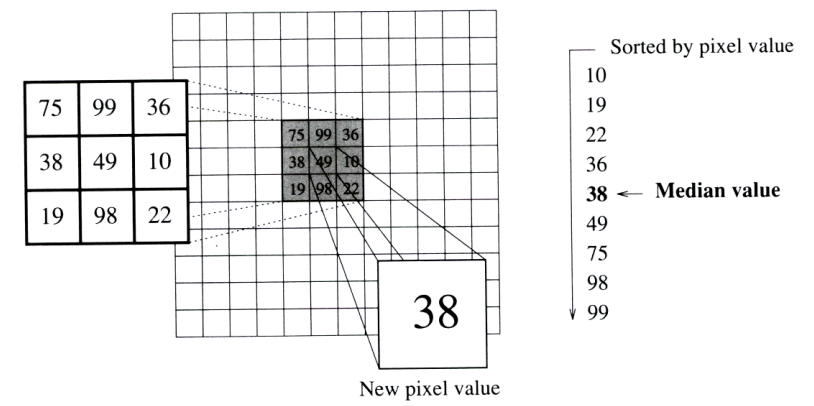 75 99 36
38 49 10
19 98 22
75 99 36
38 49 10
19 98 22
38
New pixel value
Sorted by pixel value
10
19
22
36
38 Median value
49
75
98
99